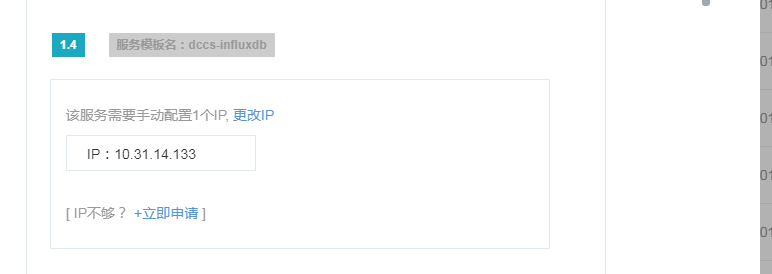 1.4 服务模板名：dccs-influxdb
该服务需要手动配置1个IP, 更改IP
IP：10.31.14.133
[ IP不够？ +立即申请 ]